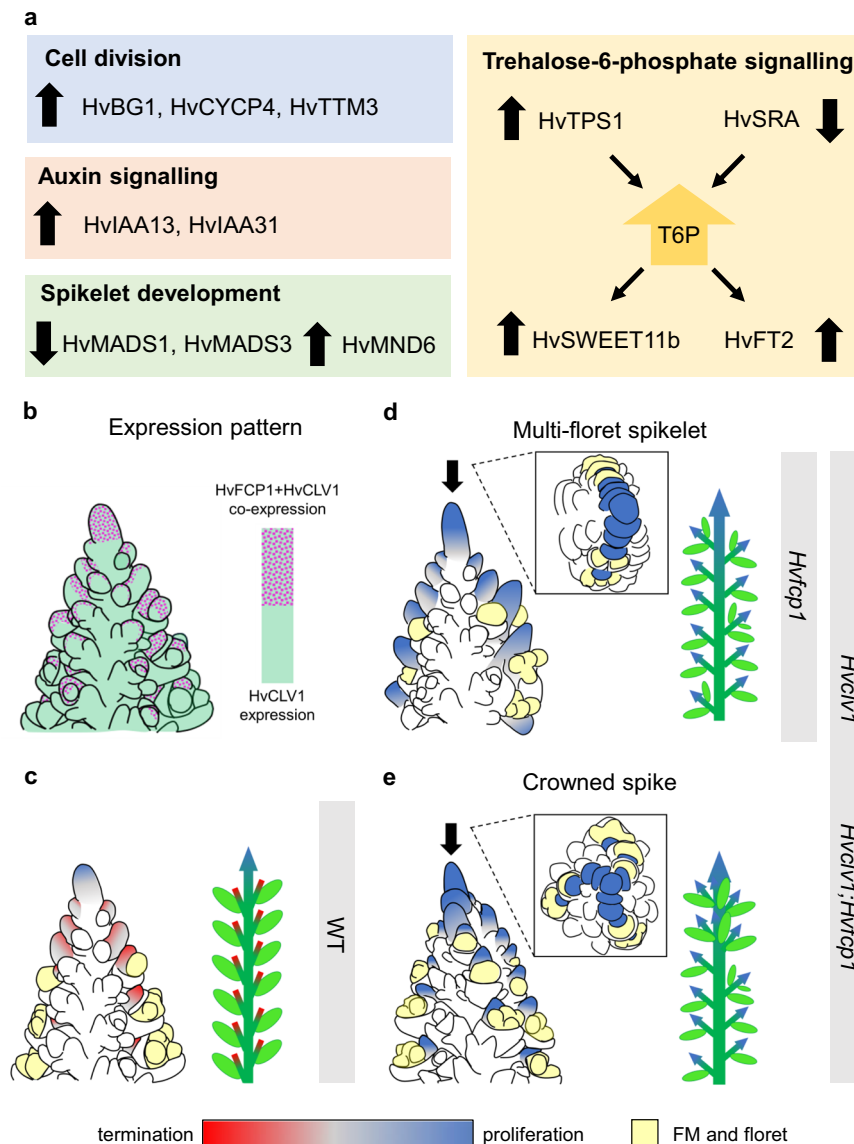 a
Cell division
HvBG1, HvCYCP4, HvTTM3
Auxin signalling
HvIAA13, HvIAA31
Spikelet development
HvMADS1, HvMADS3
HvMND6
Trehalose-6-phosphate signalling
HvTPS1
HvSRA
T6P
HvSWEET11b
HvFT2
b
Expression pattern
HvFCP1+HvCLV1
co-expression
HvCLV1
expression
c
WT
d
Multi-floret spikelet
Hvfcp1
Hvclv1
e
Crowned spike
Hvclv1;Hvfcp1
termination
proliferation
FM and floret